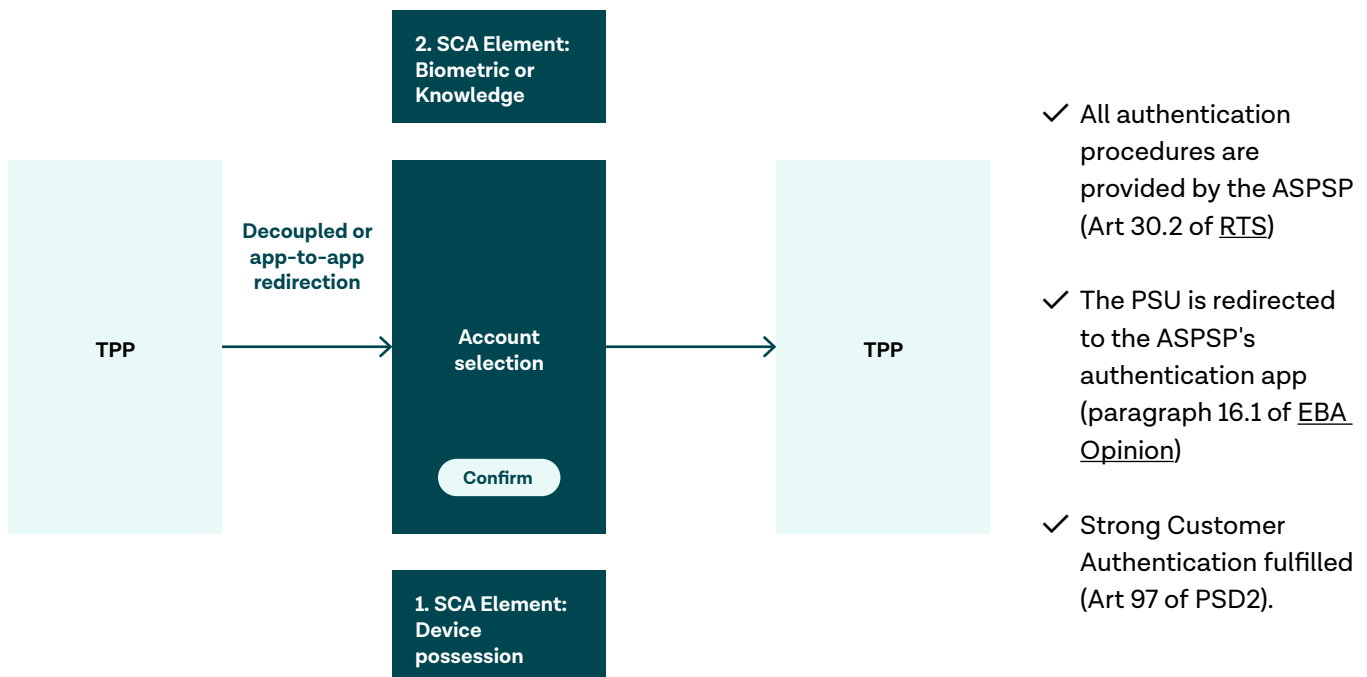 2. SCA Element:
Biometric or
Knowledge
TPP
Decoupled or
app-to-app
redirection
Account
selection
Confirm
TPP
1. SCA Element:
Device
possession
All authentication
procedures are
provided by the ASPSP
(Art 30.2 of RTS)
The PSU is redirected
to the ASPSP's
authentication app
(paragraph 16.1 of EBA
Opinion)
Strong Customer
Authentication fulfilled
(Art 97 of PSD2).